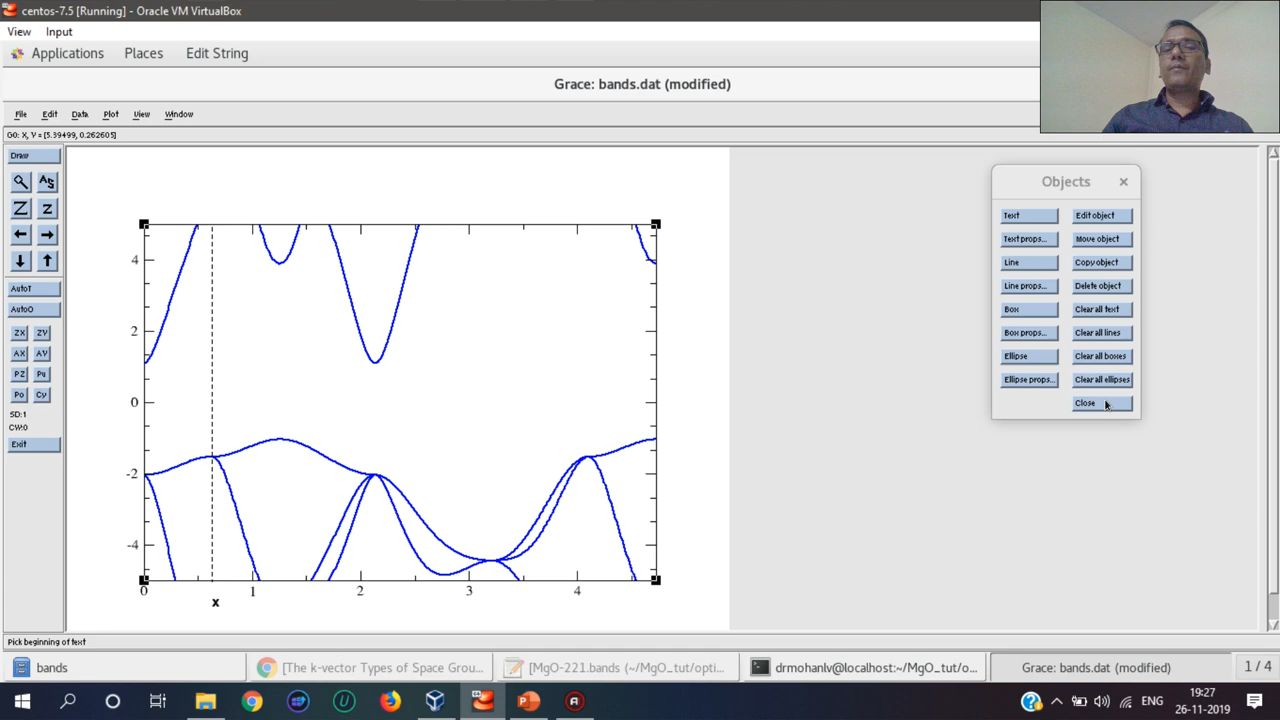 centos-7.5 [Running] - Oracle VM VirtualBox
View Input
Applications Places Edit String
Grace: bands.dat (modified)
File Edit Data Plot View Window
G0: X, Y = [5.39499, 0.262605]
Draw
AS
Z z
AutoT
AutoO
ZX ZY
AX AY
PZ Pu
Po Cy
SD:1
CW:0
Exit
4
2
0
-2
-4
0 1 2 3 4
x
Objects
Text Edit object
Text props... Move object
Line Copy object
Line props... Delete object
Box Clear all text
Box props... Clear all lines
Ellipse Clear all boxes
Ellipse props... Clear all ellipses
Close
Pick beginning of text
bands [The k-vector Types of Space Grou... [MgO-221.bands (~/MgO_tut/opti... drmohanlv@localhost:~/MgO_tut/o... Grace: bands.dat (modified) 1 / 4
ENG 19:27
26-11-2019